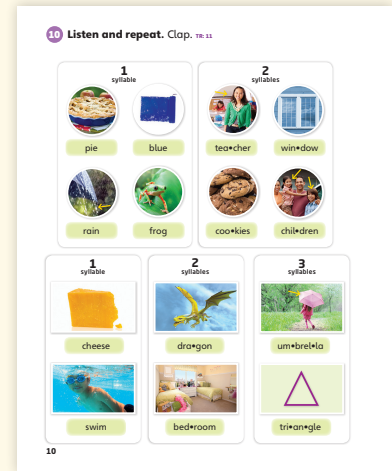 10 Listen and repeat. Clap. TR: 11
1
syllable
pie
blue
rain
frog
2
syllables
tea•cher
win•dow
coo•kies
chil•dren
1
syllable
cheese
swim
2
syllables
dra•gon
bed•room
3
syllables
um•brel•la
tri•an•gle
10